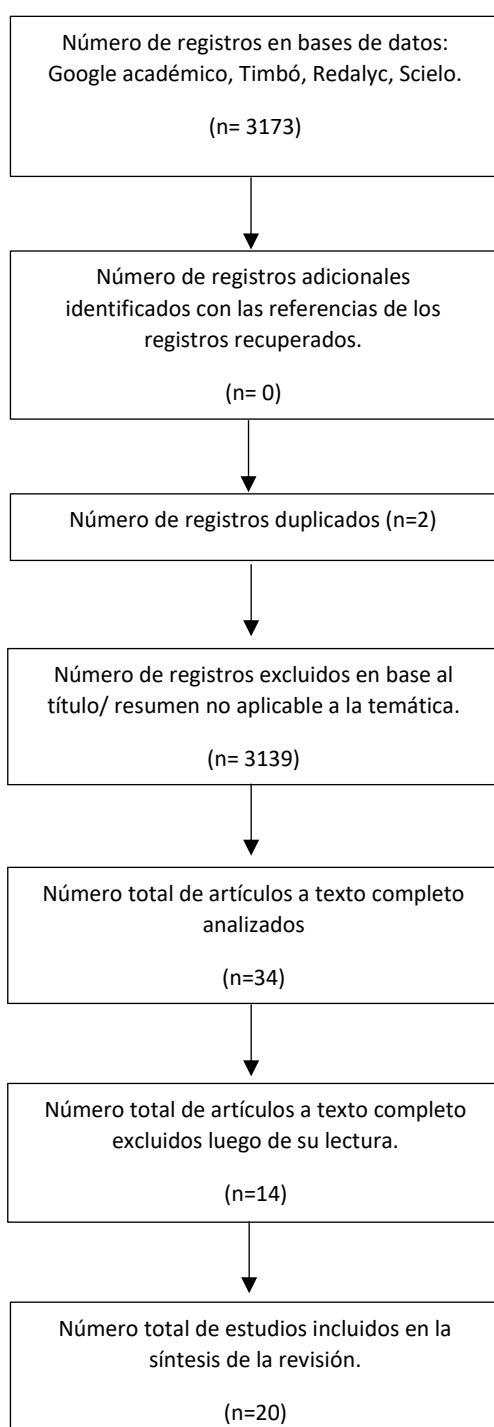 Número de registros en bases de datos:
Google académico, Timbó, Redalyc, Scielo.
(n= 3173)
Número de registros adicionales
identificados con las referencias de los
registros recuperados.
(n= 0)
Número de registros duplicados (n=2)
Número de registros excluidos en base al
título/ resumen no aplicable a la temática.
(n= 3139)
Número total de artículos a texto completo
analizados
(n=34)
Número total de artículos a texto completo
excluidos luego de su lectura.
(n=14)
Número total de estudios incluidos en la
síntesis de la revisión.
(n=20)